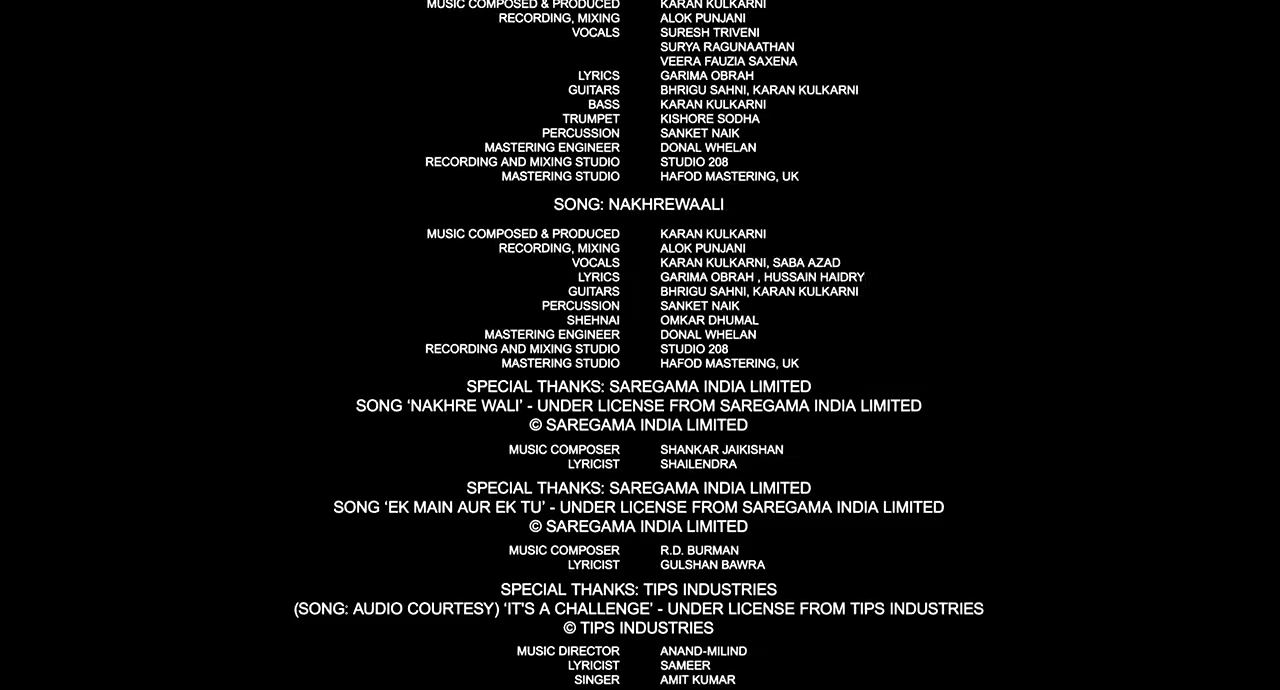 MUSIC COMPOSED & PRODUCED KARAN KULKARNI
RECORDING, MIXING ALOK PUNJANI
VOCALS SURESH TRIVENI
SURYA RAGUNAATHAN
VEERA FAUZIA SAXENA
LYRICS GARIMA OBRAH
GUITARS BHRIGU SAHNI, KARAN KULKARNI
BASS KARAN KULKARNI
TRUMPET KISHORE SODHA
PERCUSSION SANKET NAIK
MASTERING ENGINEER DONAL WHELAN
RECORDING AND MIXING STUDIO STUDIO 208
MASTERING STUDIO HAFOD MASTERING, UK
SONG: NAKHREWAALI
MUSIC COMPOSED & PRODUCED KARAN KULKARNI
RECORDING, MIXING ALOK PUNJANI
VOCALS KARAN KULKARNI, SABA AZAD
LYRICS GARIMA OBRAH , HUSSAIN HAIDRY
GUITARS BHRIGU SAHNI, KARAN KULKARNI
PERCUSSION SANKET NAIK
SHEHNAI OMKAR DHUMAL
MASTERING ENGINEER DONAL WHELAN
RECORDING AND MIXING STUDIO STUDIO 208
MASTERING STUDIO HAFOD MASTERING, UK
SPECIAL THANKS: SAREGAMA INDIA LIMITED
SONG ‘NAKHRE WALI’ - UNDER LICENSE FROM SAREGAMA INDIA LIMITED
© SAREGAMA INDIA LIMITED
MUSIC COMPOSER SHANKAR JAIKISHAN
LYRICIST SHAILENDRA
SPECIAL THANKS: SAREGAMA INDIA LIMITED
SONG ‘EK MAIN AUR EK TU’ - UNDER LICENSE FROM SAREGAMA INDIA LIMITED
© SAREGAMA INDIA LIMITED
MUSIC COMPOSER R.D. BURMAN
LYRICIST GULSHAN BAWRA
SPECIAL THANKS: TIPS INDUSTRIES
(SONG: AUDIO COURTESY) ‘IT'S A CHALLENGE’ - UNDER LICENSE FROM TIPS INDUSTRIES
© TIPS INDUSTRIES
MUSIC DIRECTOR ANAND-MILIND
LYRICIST SAMEER
SINGER AMIT KUMAR